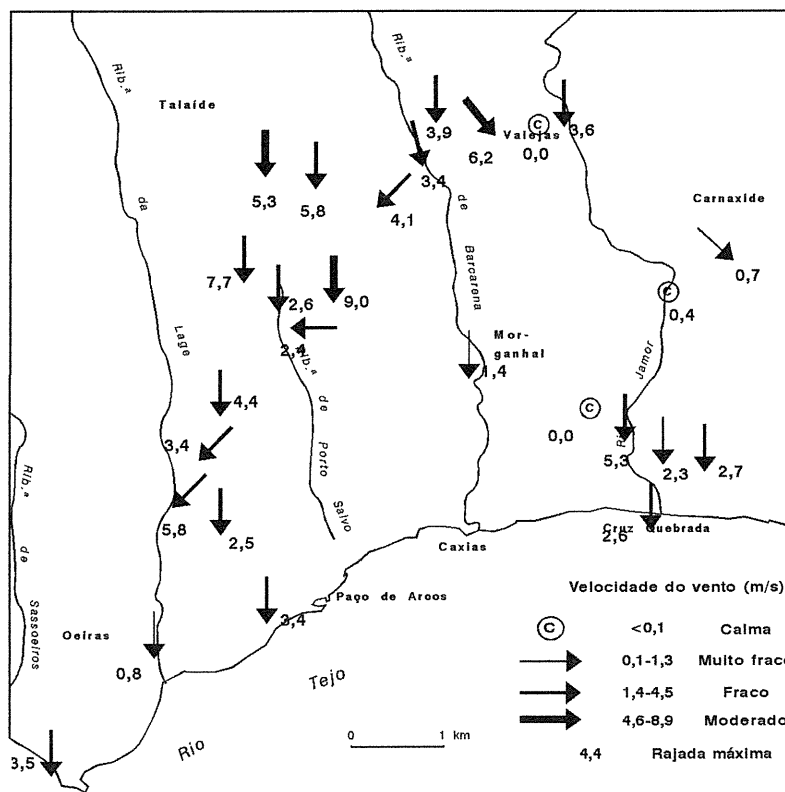 Rib.ª
Rib.ª
Talaíde
3,9
Valejas
C
3,6
6,2
0,0
5,3
5,8
3,4
da
de
4,1
Carnaxide
7,7
0,7
Barcarena
2,6
9,0
C
0,4
Lage
2,4
Rib.ª
Mor-
ganhal
Jamor
1,4
4,4
de
C
3,4
0,0
Rib.ª
Porto
5,3
2,3
2,7
Salvo
5,8
2,5
2,6
Cruz Quebrada
de
Caxias
Velocidade do vento (m/s)
Sassoeiros
Paço de Arcos
3,4
C <0,1 Calma
Oeiras
0,8
0,1-1,3 Muito fraco
Tejo
1,4-4,5 Fraco
4,6-8,9 Moderado
Rio
0 1 km
4,4 Rajada máxima
3,5